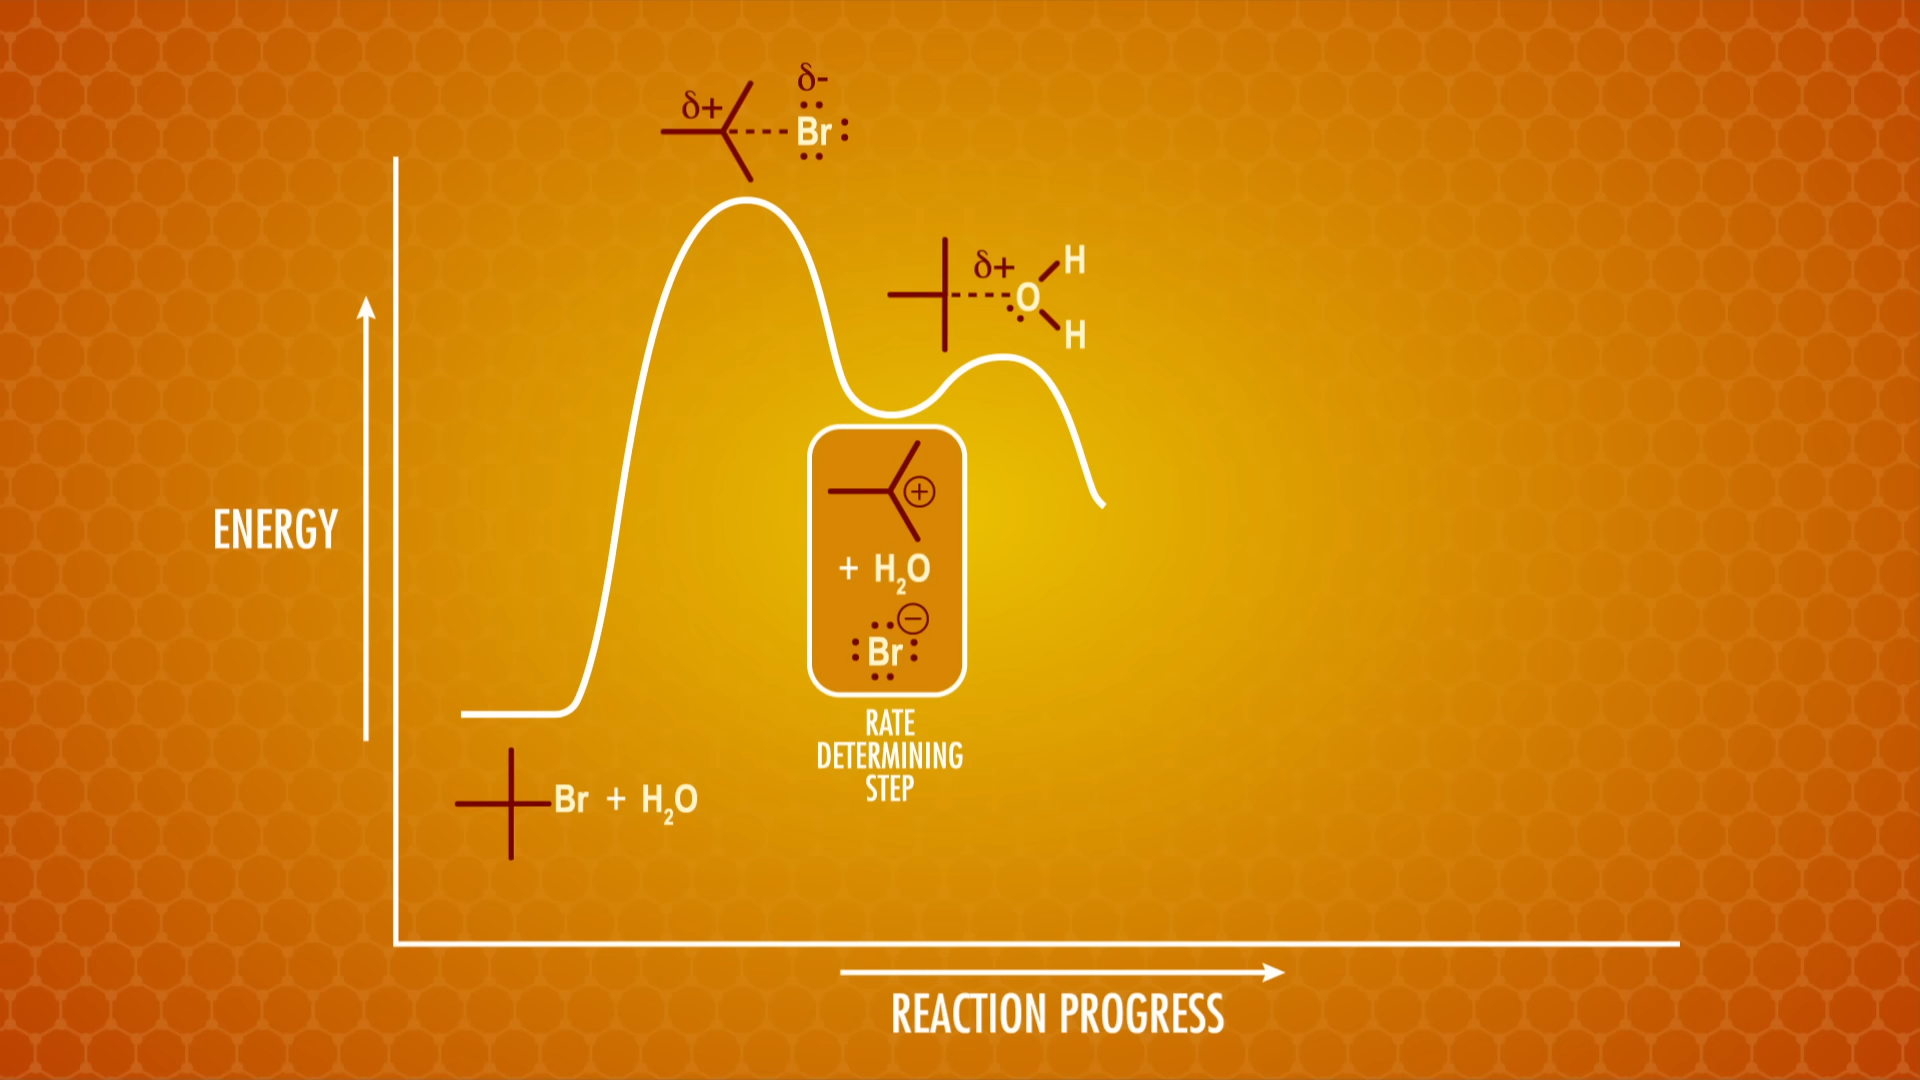 δ-
δ+
Br
δ+
H
O
H
ENERGY
+
+ H₂O
−
Br
RATE
DETERMINING
STEP
Br + H₂O
REACTION PROGRESS